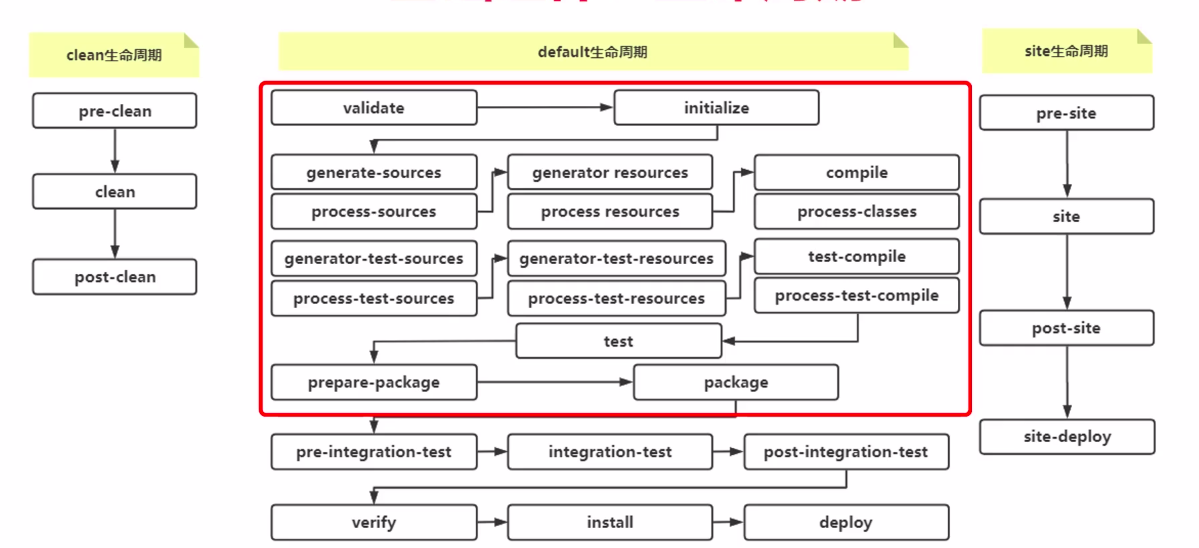 clean生命周期
pre-clean
clean
post-clean
default生命周期
validate
initialize
generate-sources
generator resources
compile
process-sources
process resources
process-classes
generator-test-sources
generator-test-resources
test-compile
process-test-sources
process-test-resources
process-test-compile
test
prepare-package
package
pre-integration-test
integration-test
post-integration-test
verify
install
deploy
site生命周期
pre-site
site
post-site
site-deploy